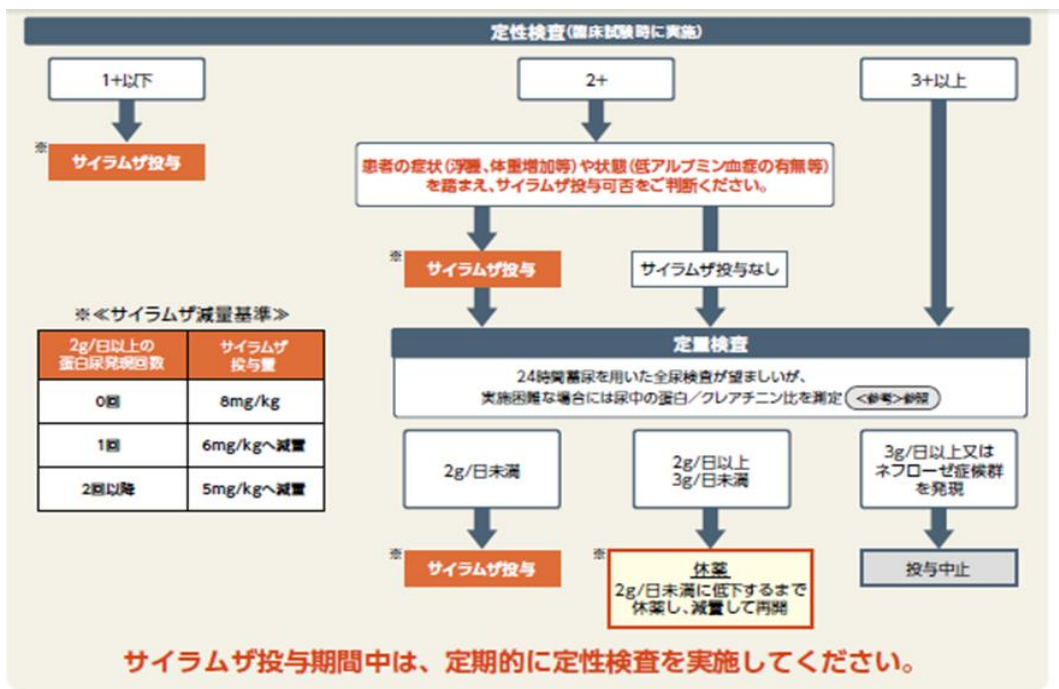 定性検査(臨床試験時に実施)
1+以下
2+
3+以上
※
サイラムザ投与
患者の症状(浮腫、体重増加等)や状態(低アルブミン血症の有無等)
を踏まえ、サイラムザ投与可否をご判断ください。
※
サイラムザ投与
サイラムザ投与なし
※≪サイラムザ減量基準≫
2g/日以上の
蛋白尿発現回数
サイラムザ
投与量
0回
8mg/kg
1回
6mg/kgへ減量
2回以降
5mg/kgへ減量
定量検査
24時間蓄尿を用いた全尿検査が望ましいが、
実施困難な場合には尿中の蛋白/クレアチニン比を測定 <参考>参照
2g/日未満
2g/日以上
3g/日未満
3g/日以上又は
ネフローゼ症候群
を発現
※
サイラムザ投与
※
休薬
2g/日未満に低下するまで
休薬し、減量して再開
投与中止
サイラムザ投与期間中は、定期的に定性検査を実施してください。